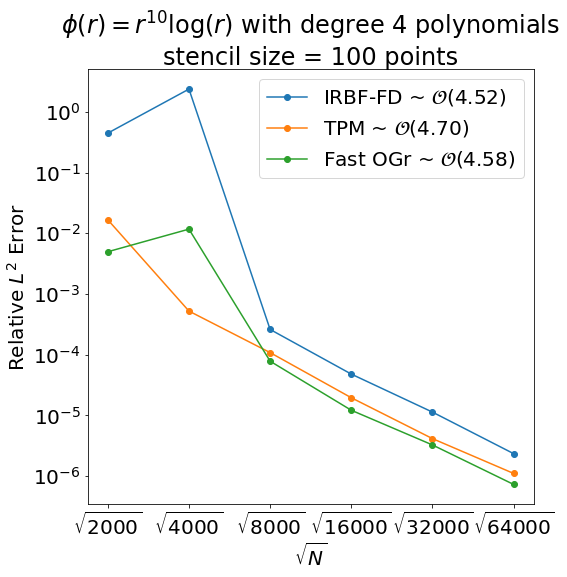 ϕ(r) = r¹⁰log(r) with degree 4 polynomials
stencil size = 100 points
IRBF-FD ~ 𝒪(4.52)
TPM ~ 𝒪(4.70)
Fast OGr ~ 𝒪(4.58)
Relative L² Error
10⁰
10⁻¹
10⁻²
10⁻³
10⁻⁴
10⁻⁵
10⁻⁶
√2000 √4000 √8000 √16000 √32000 √64000
√N